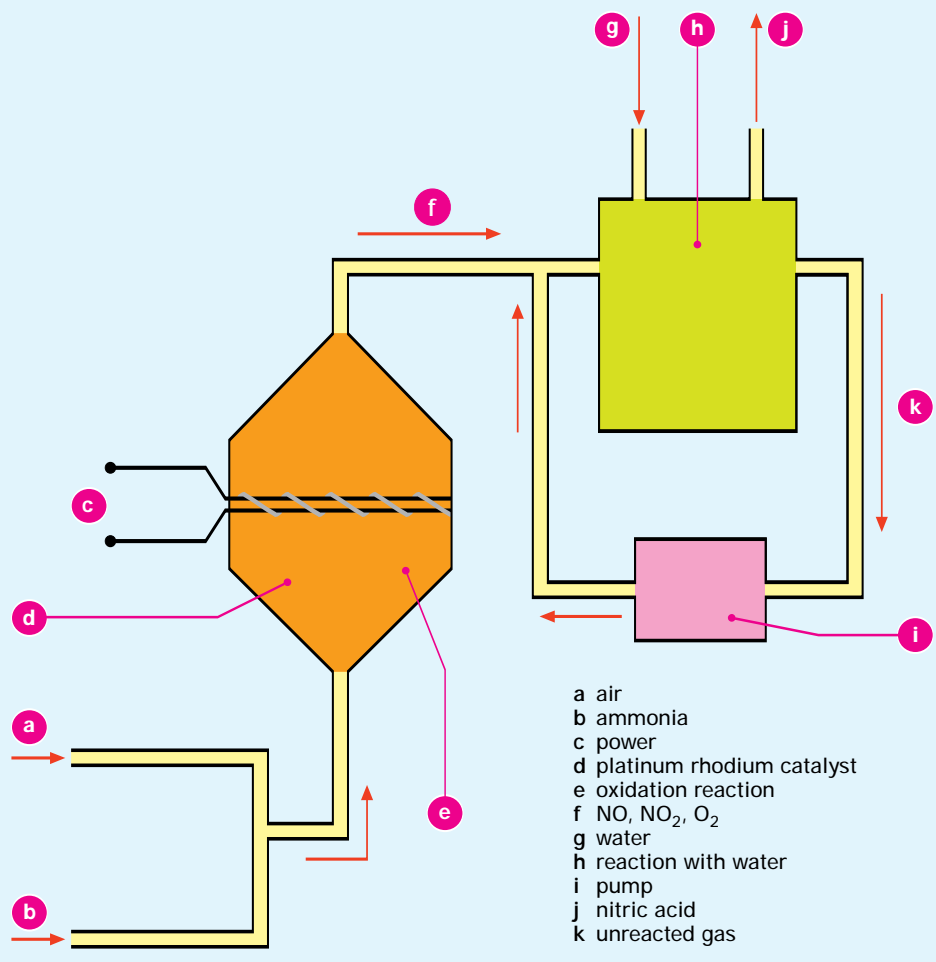 g
h
j
f
k
c
d
i
a
e
b
a air
b ammonia
c power
d platinum rhodium catalyst
e oxidation reaction
f NO, NO₂, O₂
g water
h reaction with water
i pump
j nitric acid
k unreacted gas